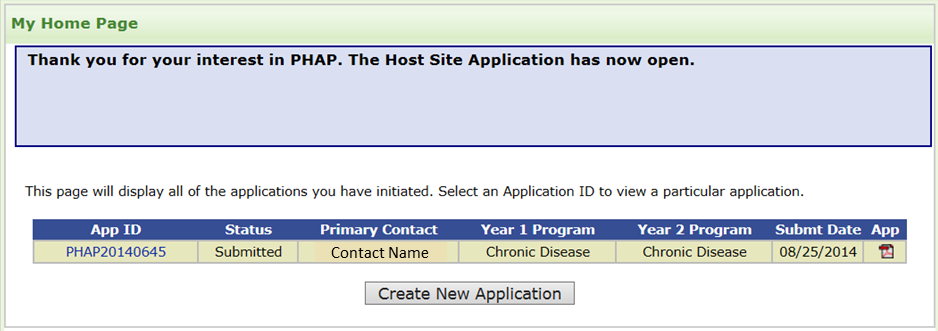 My Home Page
Thank you for your interest in PHAP. The Host Site Application has now open.
This page will display all of the applications you have initiated. Select an Application ID to view a particular application.
App ID Status Primary Contact Year 1 Program Year 2 Program Submt Date App
PHAP20140645 Submitted Contact Name Chronic Disease Chronic Disease 08/25/2014
Create New Application